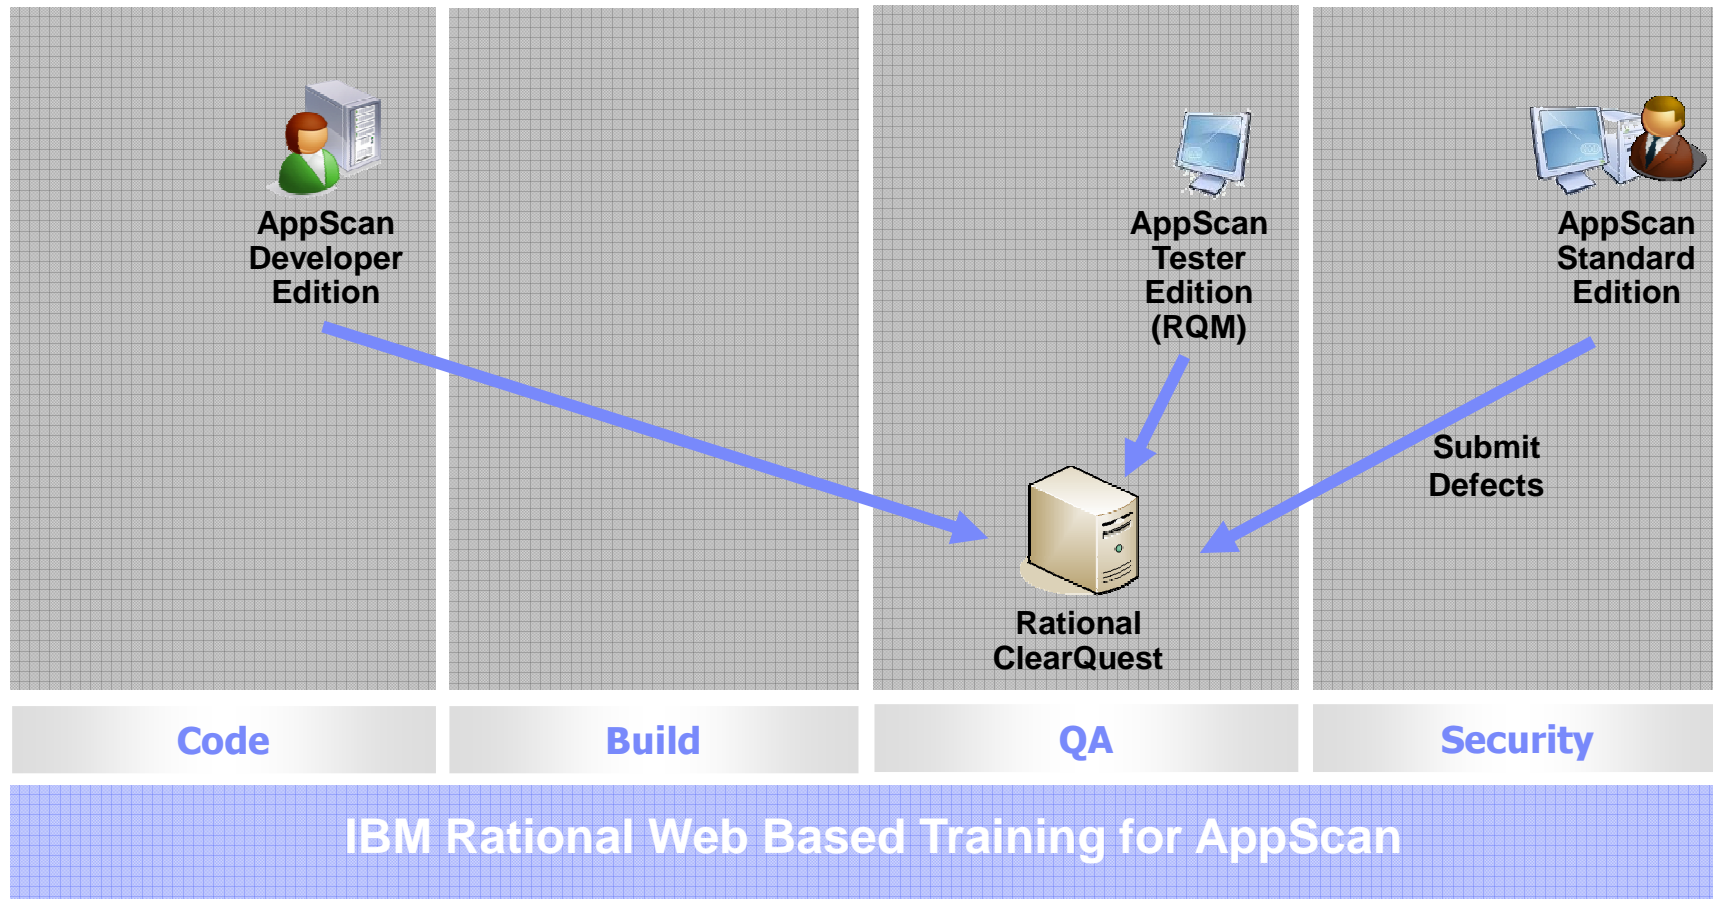 AppScan
Developer
Edition
AppScan
Tester
Edition
(RQM)
AppScan
Standard
Edition
Submit
Defects
Rational
ClearQuest
Code
Build
QA
Security
IBM Rational Web Based Training for AppScan